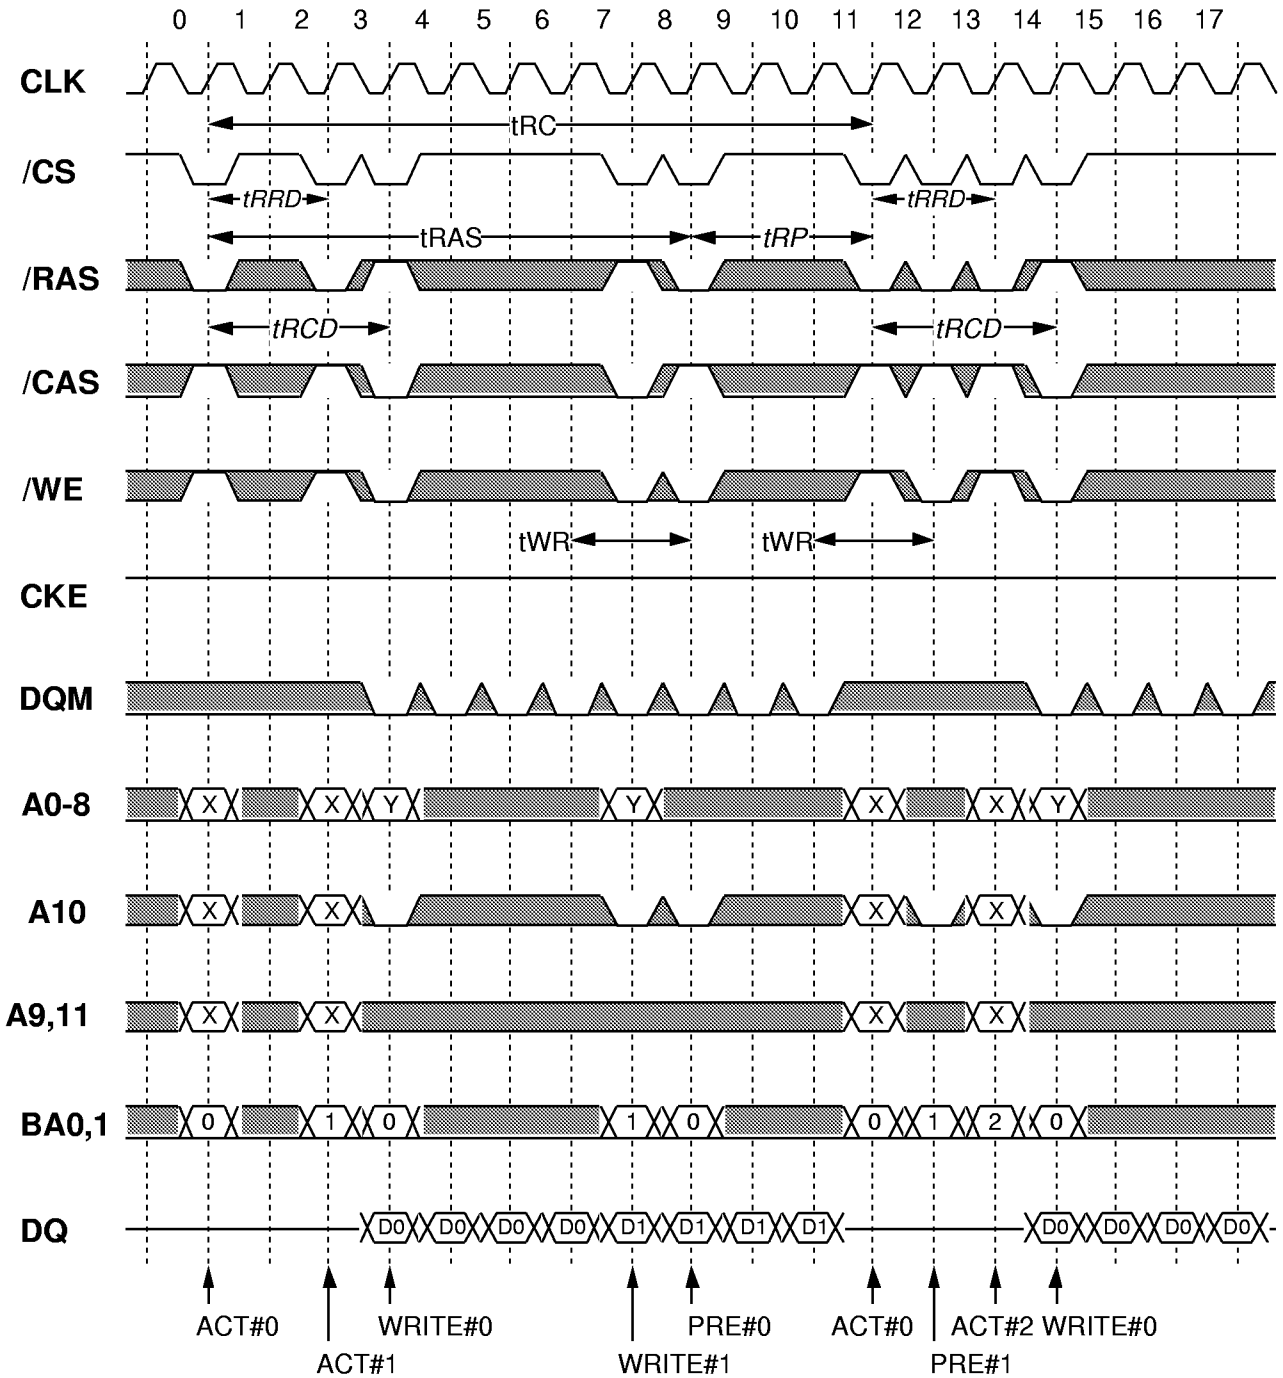 0 1 2 3 4 5 6 7 8 9 10 11 12 13 14 15 16 17
CLK
tRC
/CS
tRRD tRRD
tRAS tRP
/RAS
tRCD tRCD
/CAS
/WE
tWR tWR
CKE
DQM
A0-8 X X Y Y X X Y
A10 X X X X
A9,11 X X X X
BA0,1 0 1 0 1 0 0 1 2 0
DQ D0 D0 D0 D0 D1 D1 D1 D1 D0 D0 D0 D0
ACT#0 WRITE#0 PRE#0 ACT#0 ACT#2 WRITE#0
ACT#1 WRITE#1 PRE#1